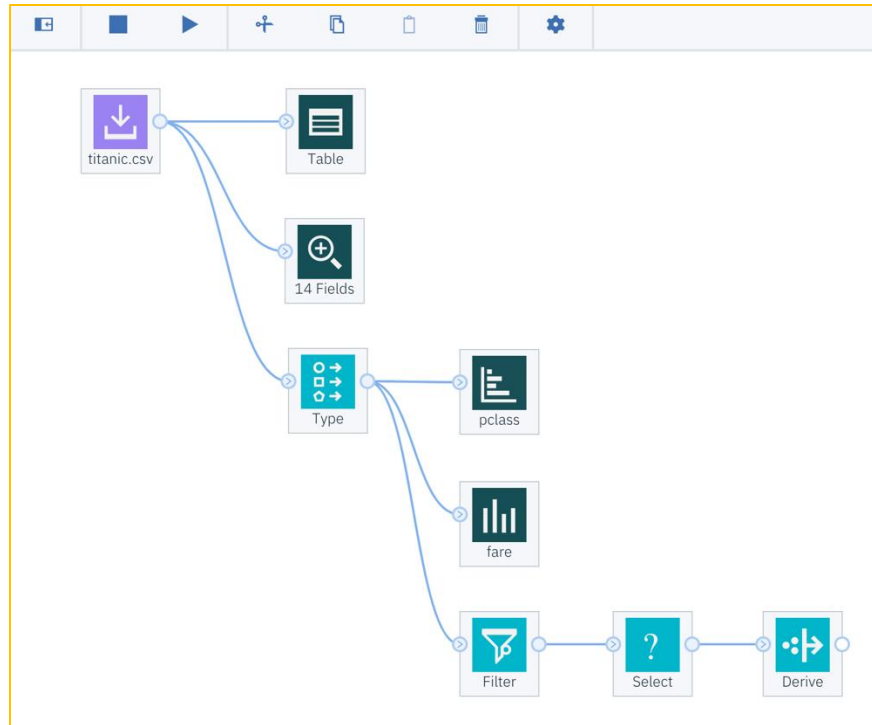 titanic.csv
Table
14 Fields
Type
pclass
fare
Filter
?
Select
Derive